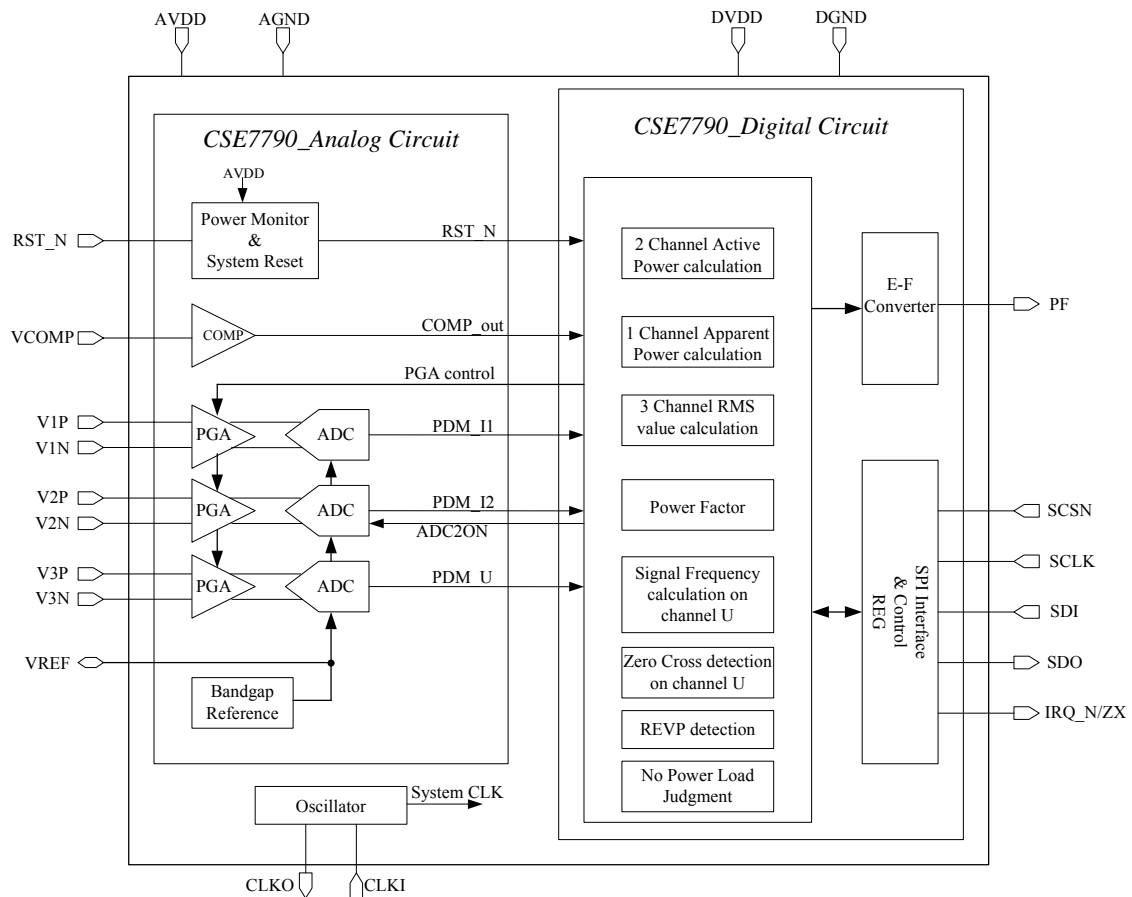 AVDD
AGND
DVDD
DGND
CSE7790_Analog Circuit
CSE7790_Digital Circuit
AVDD
RST_N
Power Monitor
&
System Reset
RST_N
VCOMP
COMP
COMP_out
PGA control
V1P
V1N
PGA
ADC
PDM_I1
V2P
V2N
PGA
ADC
PDM_I2
ADC2ON
V3P
V3N
PGA
ADC
PDM_U
VREF
Bandgap
Reference
2 Channel Active
Power calculation
1 Channel Apparent
Power calculation
3 Channel RMS
value calculation
Power Factor
Signal Frequency
calculation on
channel U
Zero Cross detection
on channel U
REVP detection
No Power Load
Judgment
E-F
Converter
PF
SPI Interface
& Control
REG
SCSN
SCLK
SDI
SDO
IRQ_N/ZX
Oscillator
System CLK
CLKO
CLKI